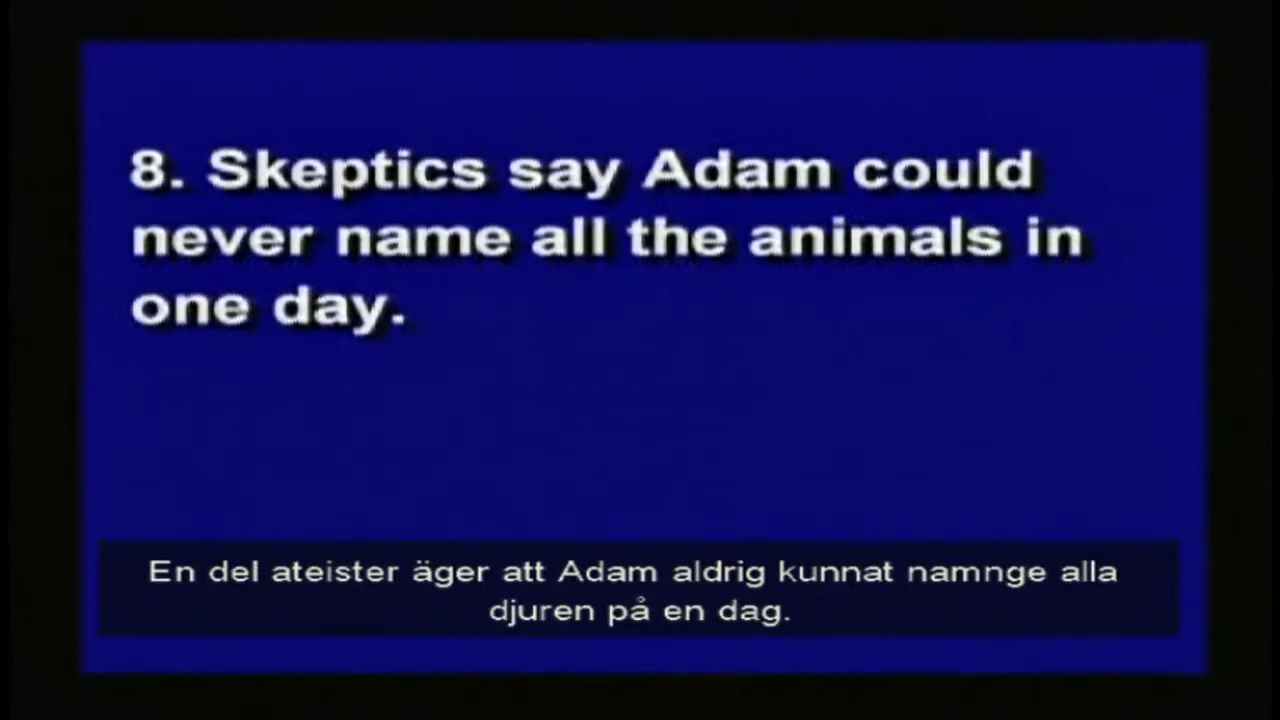 8. Skeptics say Adam could
never name all the animals in
one day.
En del ateister äger att Adam aldrig kunnat namnge alla
djuren på en dag.